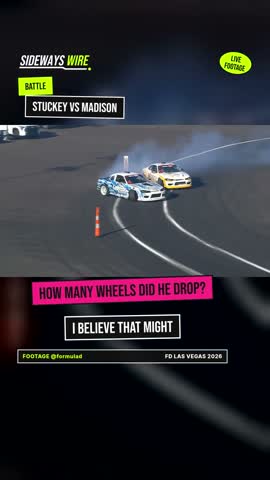 SIDEWAYS WIRE.
LIVE
FOOTAGE
BATTLE
STUCKEY VS MADISON
HOW MANY WHEELS DID HE DROP?
I BELIEVE THAT MIGHT
FOOTAGE @formulad
FD LAS VEGAS 2026